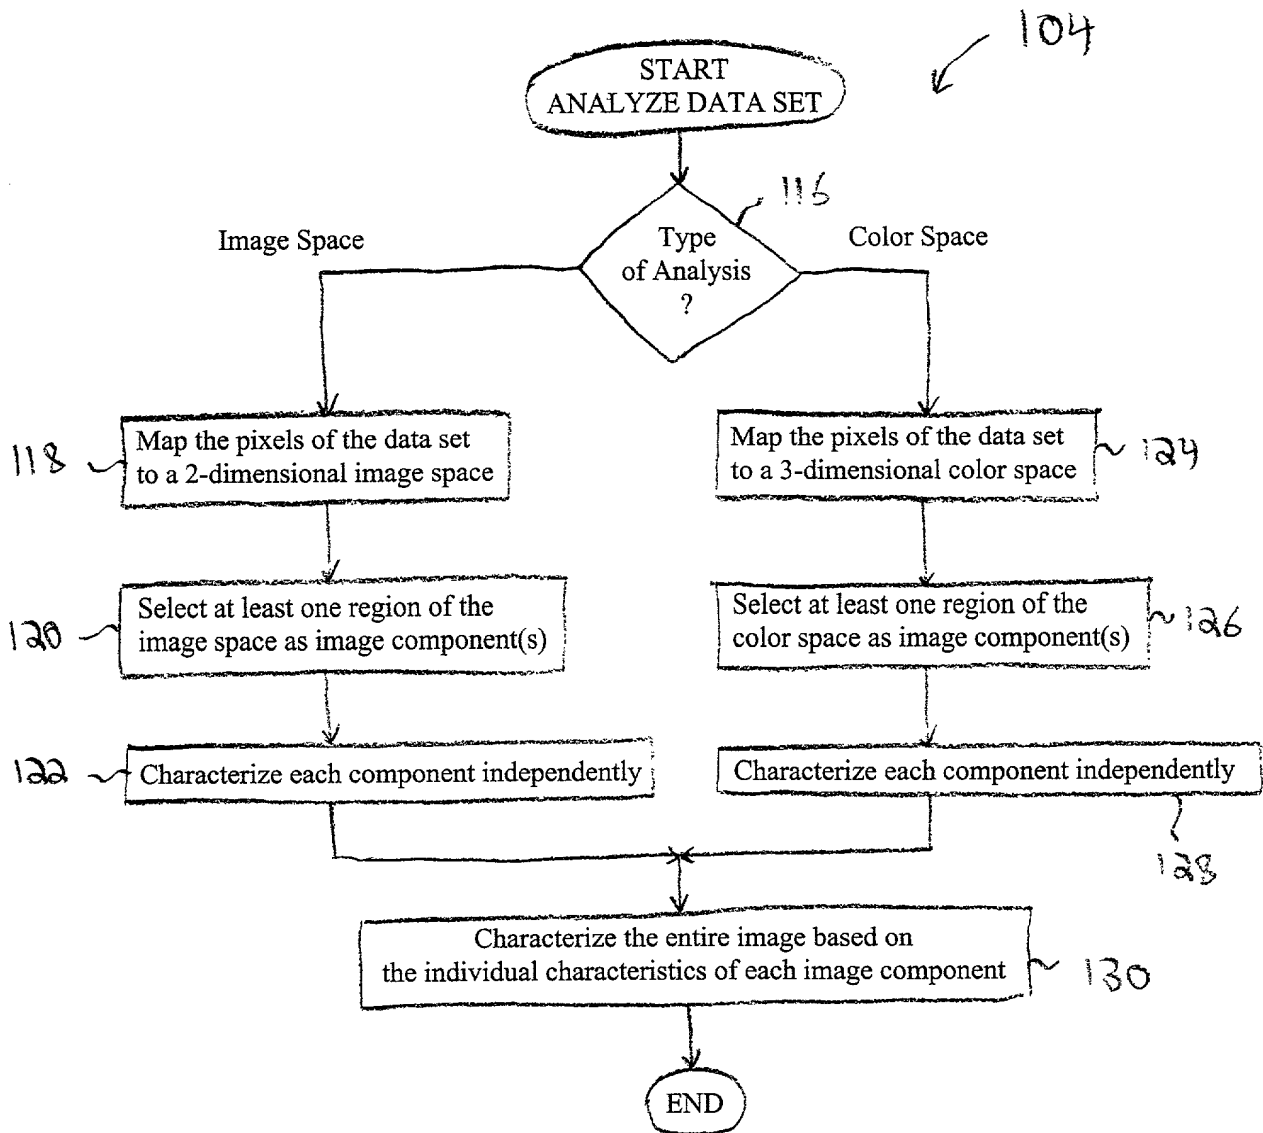 104
START
ANALYZE DATA SET
116
Image Space
Color Space
Type
of Analysis
?
118
Map the pixels of the data set
to a 2-dimensional image space
Map the pixels of the data set
to a 3-dimensional color space
124
120
Select at least one region of the
image space as image component(s)
Select at least one region of the
color space as image component(s)
126
122
Characterize each component independently
Characterize each component independently
128
Characterize the entire image based on
the individual characteristics of each image component
130
END